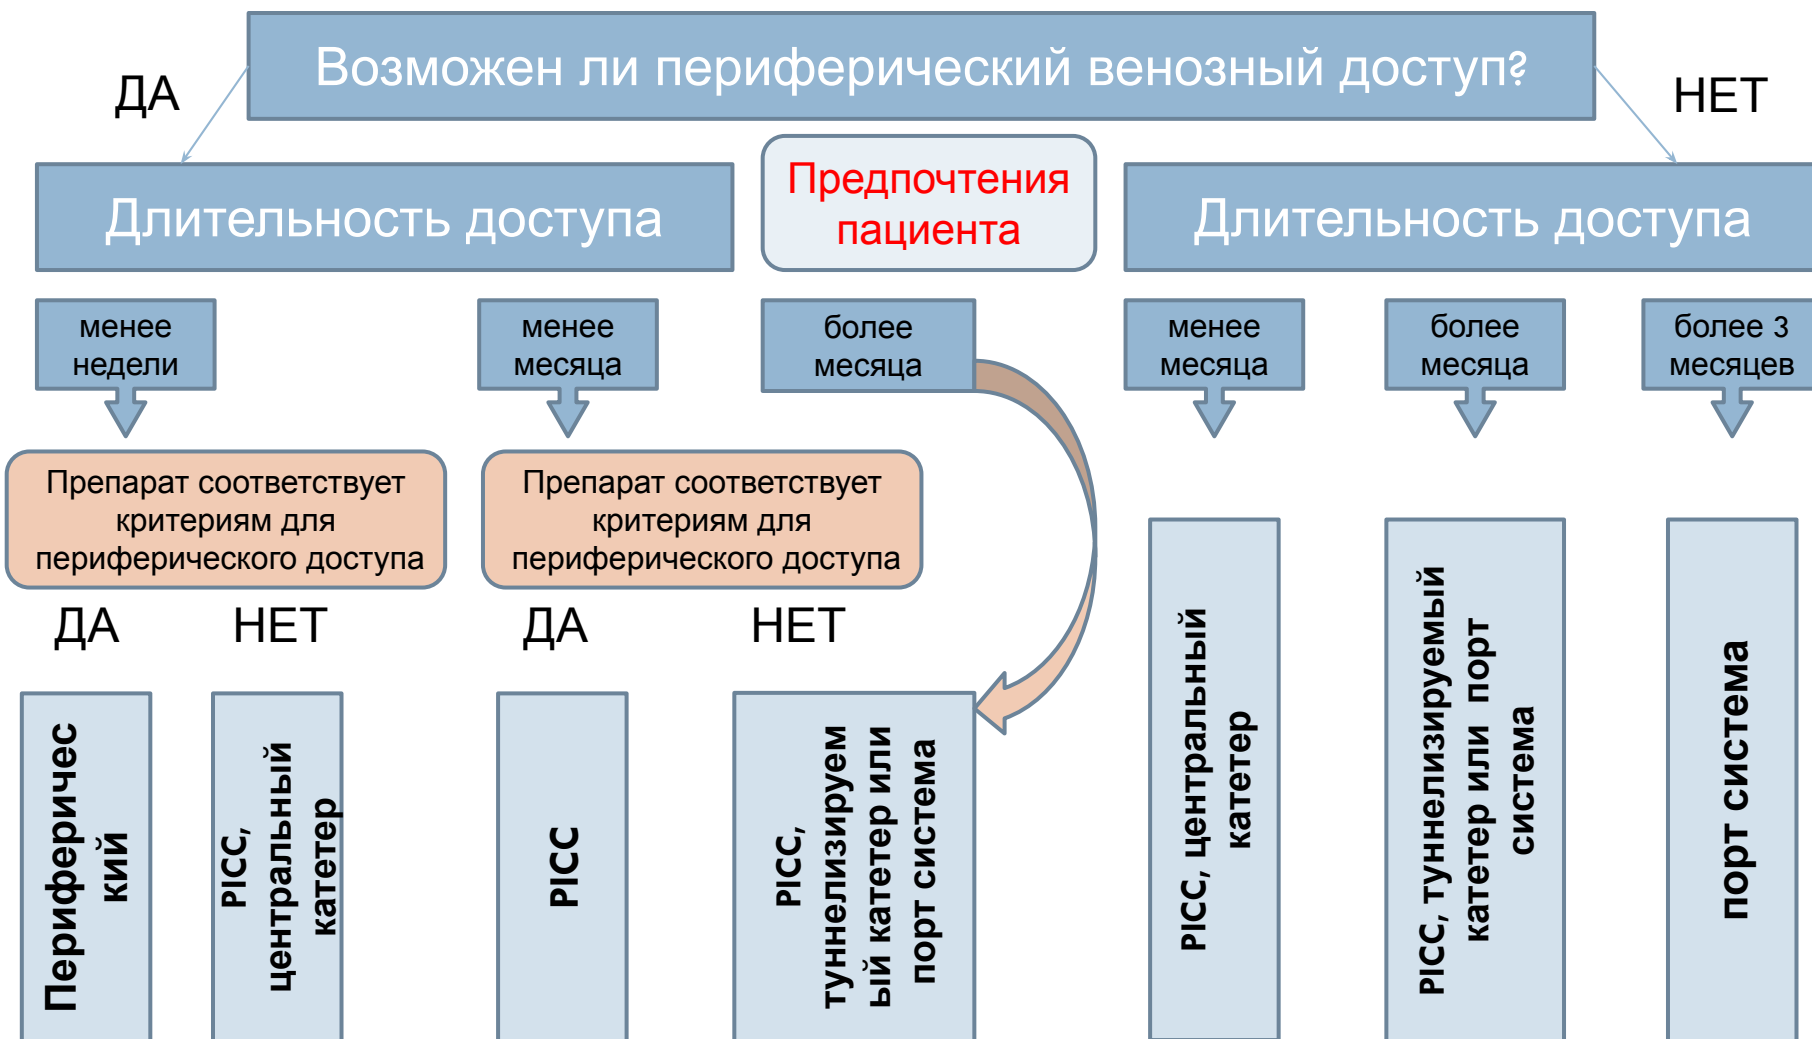 Возможен ли периферический венозный доступ?
ДА
НЕТ
Длительность доступа
Предпочтения
пациента
Длительность доступа
менее
недели
менее
месяца
более
месяца
менее
месяца
более
месяца
более 3
месяцев
Препарат соответствует
критериям для
периферического доступа
Препарат соответствует
критериям для
периферического доступа
ДА
НЕТ
ДА
НЕТ
Периферичес
кий
PICC,
центральный
катетер
PICC
PICC,
туннелизируем
ый катетер или
порт система
PICC, центральный
катетер
PICC, туннелизируемый
катетер или порт
система
порт система